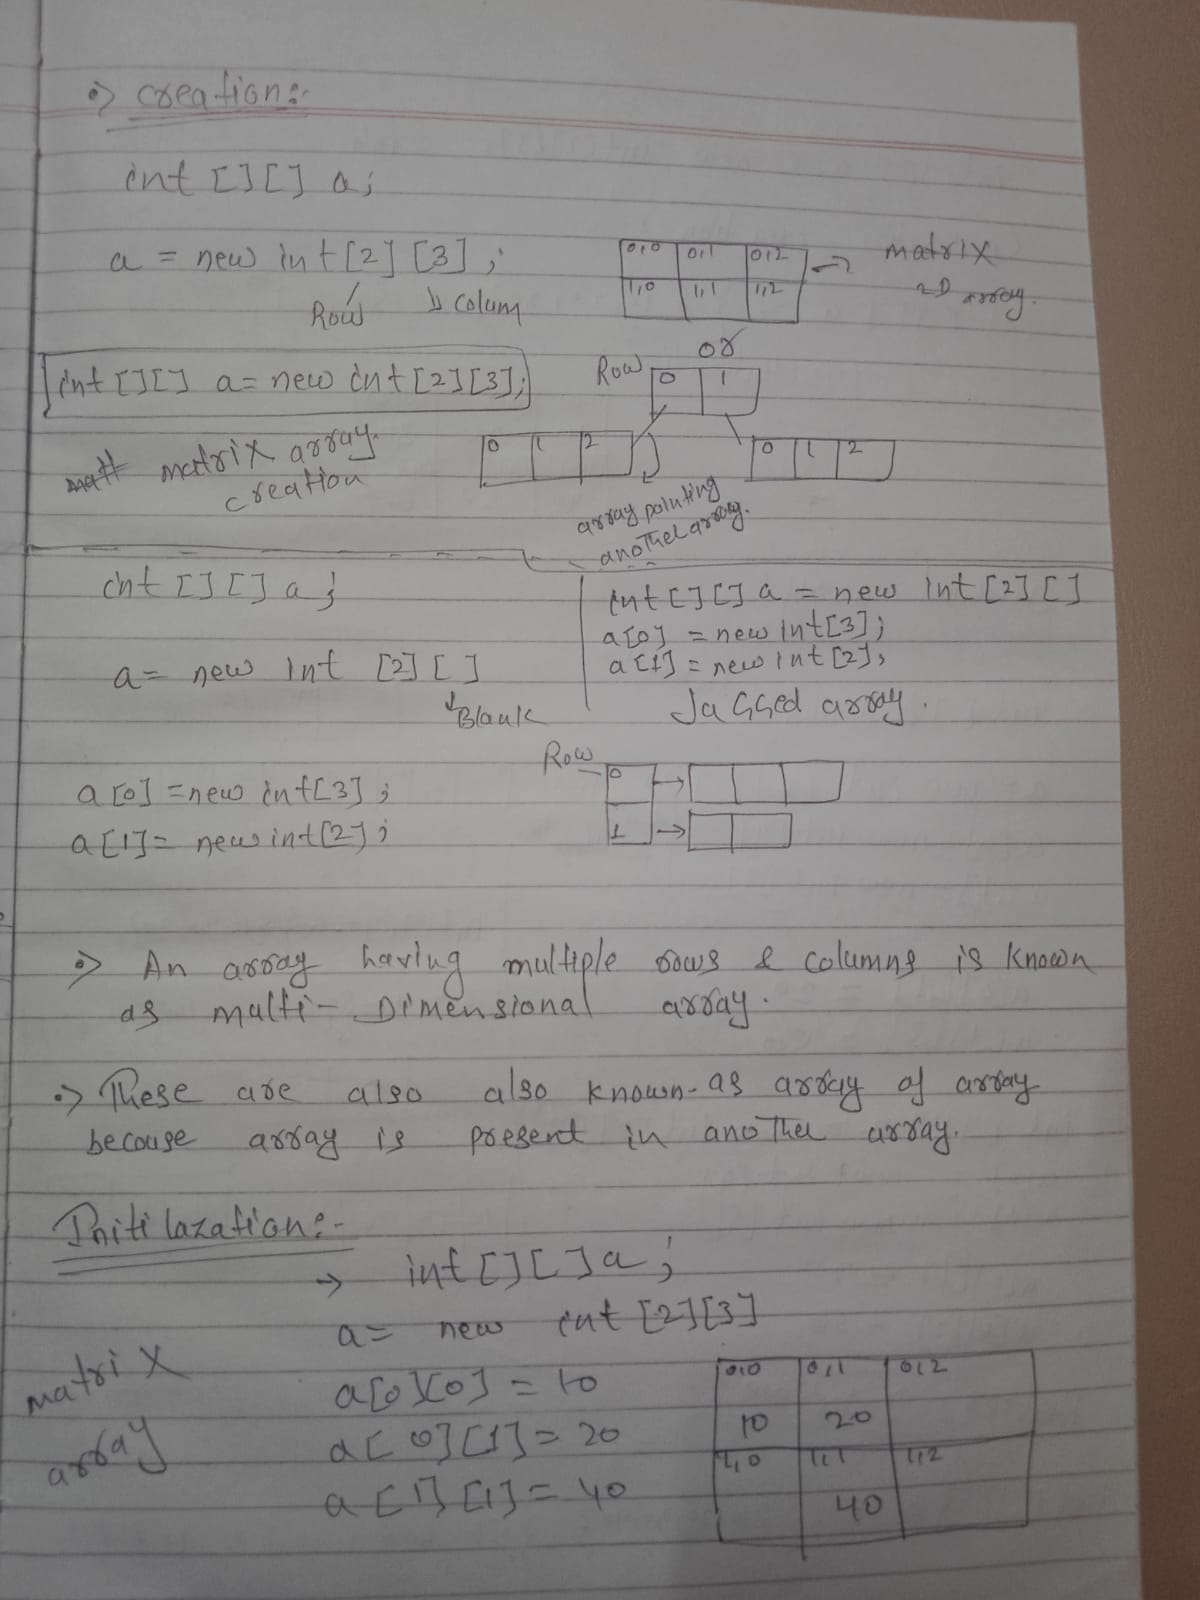 •> creation:-
int [][] a;
a = new int [2] [3] ;
Row ↳ Colum
0,0 0,1 0,2
1,0 1,1 1,2
→ matrix
2D array.
int [][] a = new int [2][3];
matrix array
creation
or
Row 0 1
0 1 2
0 1 2
array pointing
another array.
int [][] a;
a = new int [2] [ ]
↓ Blank
a[0] = new int[3] ;
a[1] = new int[2] ;
int [][] a = new int [2] [ ]
a[0] = new int[3] ;
a[1] = new int[2];
Jagged array.
Row 0 →
1 →
•> An array having multiple rows & columns is known
as multi-Dimensional array.
•> These are also also known-as array of array
becouse array is present in another array.
Initilazation:-
→ int [][] a ;
a = new int [2][3]
matrix
array
a[0][0] = 10
a[0][1] = 20
a[1][1] = 40
0,0 0,1 0,2
10 20
1,0 1,1 1,2
40